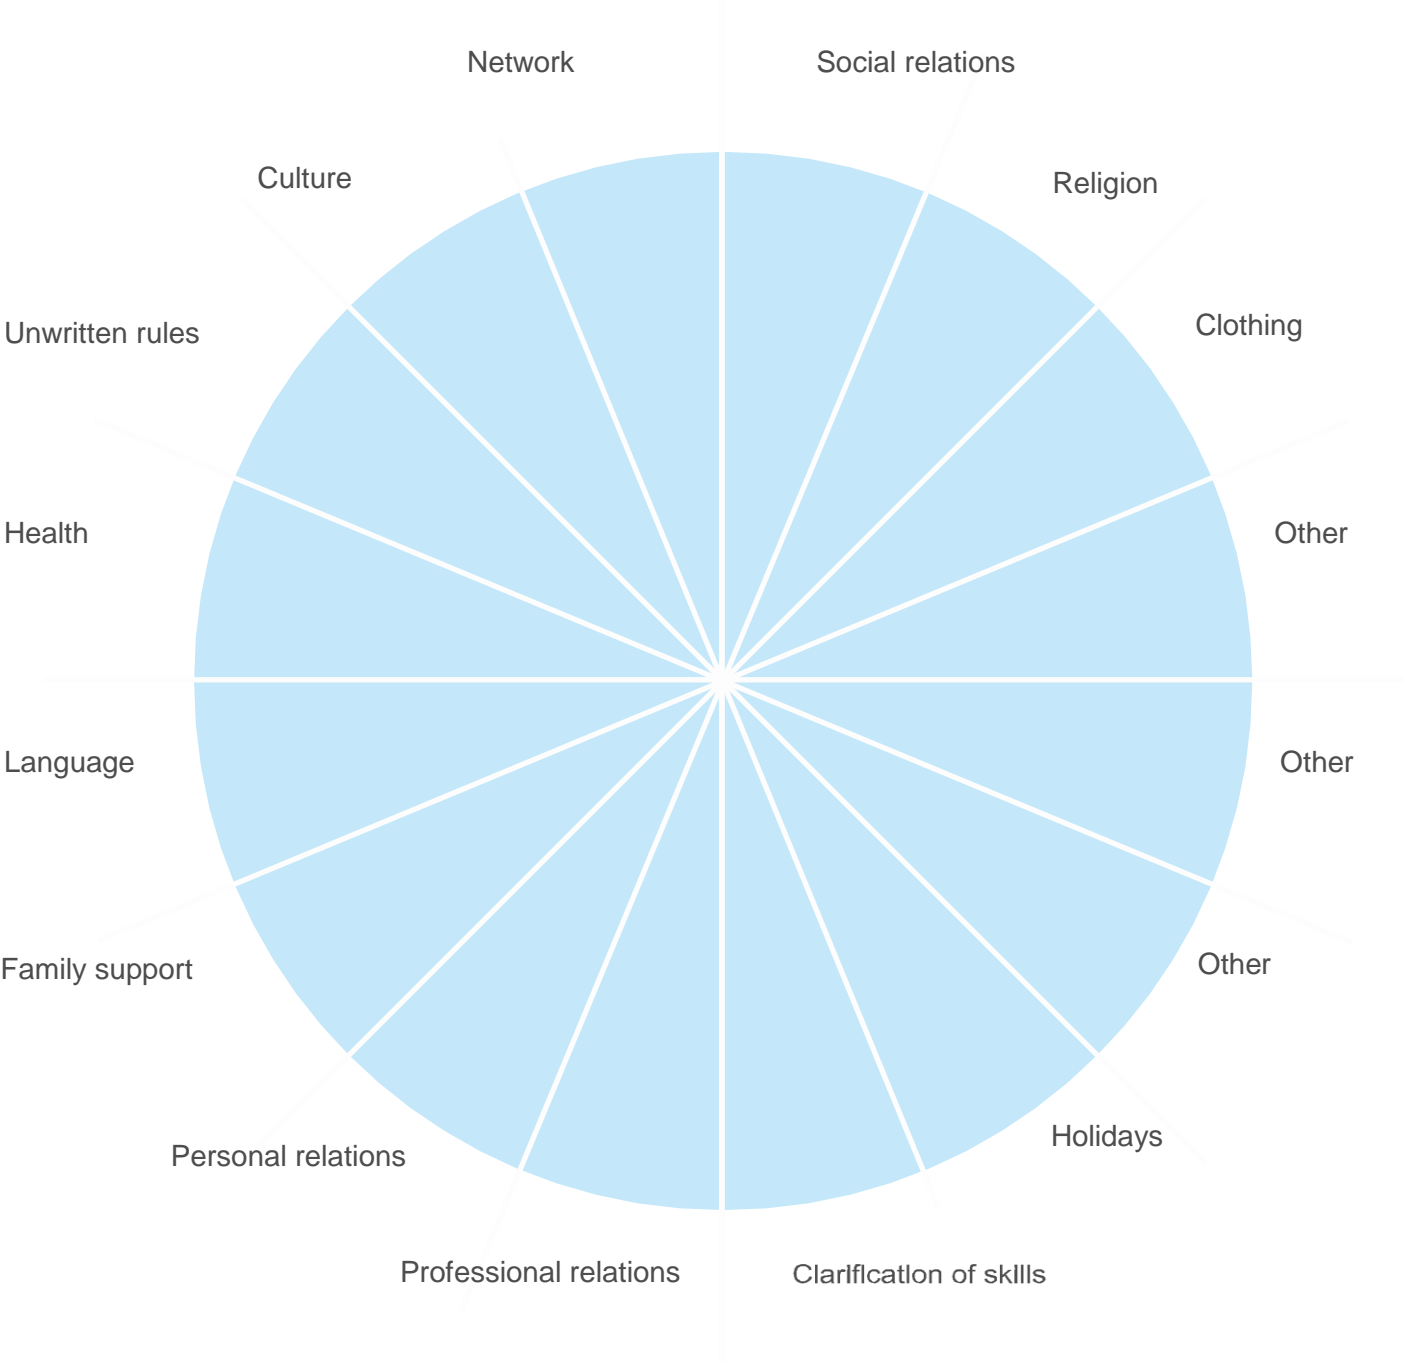 Network
Social relations
Culture
Religion
Unwritten rules
Clothing
Health
Other
Language
Other
Family support
Other
Personal relations
Holidays
Professional relations
Clarification of skills